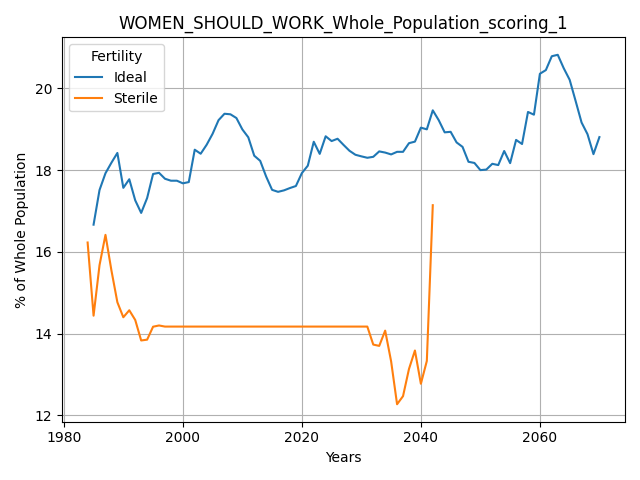 WOMEN_SHOULD_WORK_Whole_Population_scoring_1
Fertility
Ideal
Sterile
% of Whole Population
20
18
16
14
12
1980
2000
2020
2040
2060
Years